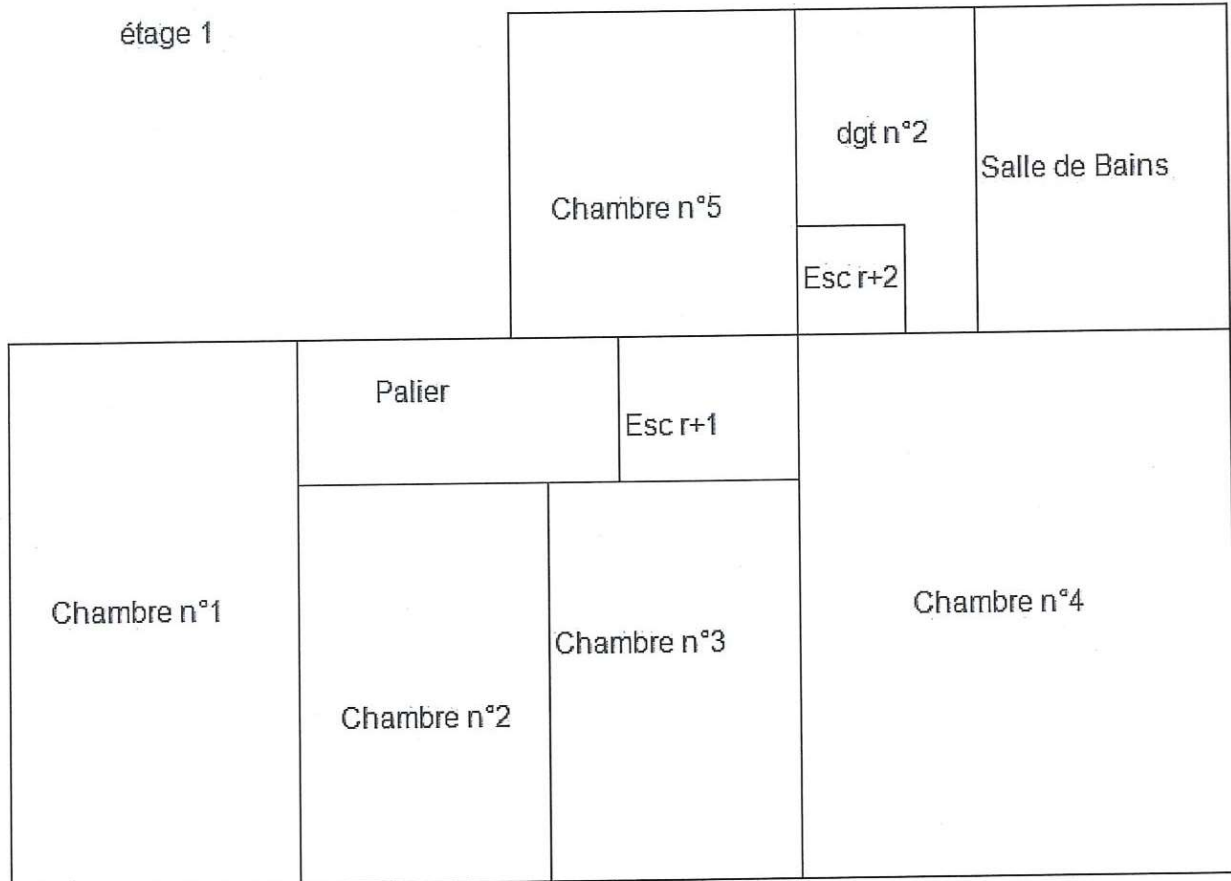 étage 1
dgt n°2
Salle de Bains
Chambre n°5
Esc r+2
Palier
Esc r+1
Chambre n°1
Chambre n°4
Chambre n°3
Chambre n°2